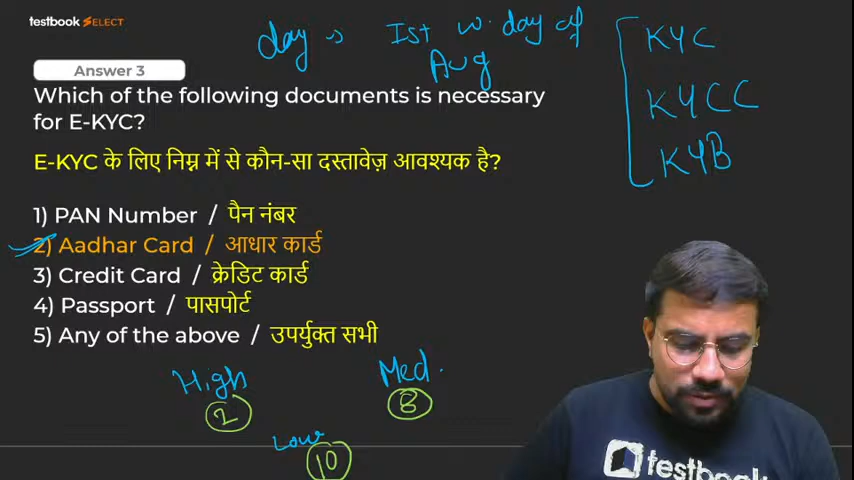 testbook SELECT
day → Ist w. day of
Aug
KYC
KYCC
KYB
Answer 3
Which of the following documents is necessary
for E-KYC?
E-KYC के लिए निम्न में से कौन-सा दस्तावेज़ आवश्यक है?
1) PAN Number / पैन नंबर
2) Aadhar Card / आधार कार्ड
3) Credit Card / क्रेडिट कार्ड
4) Passport / पासपोर्ट
5) Any of the above / उपर्युक्त सभी
High
2
Med.
8
Low
10
testbook